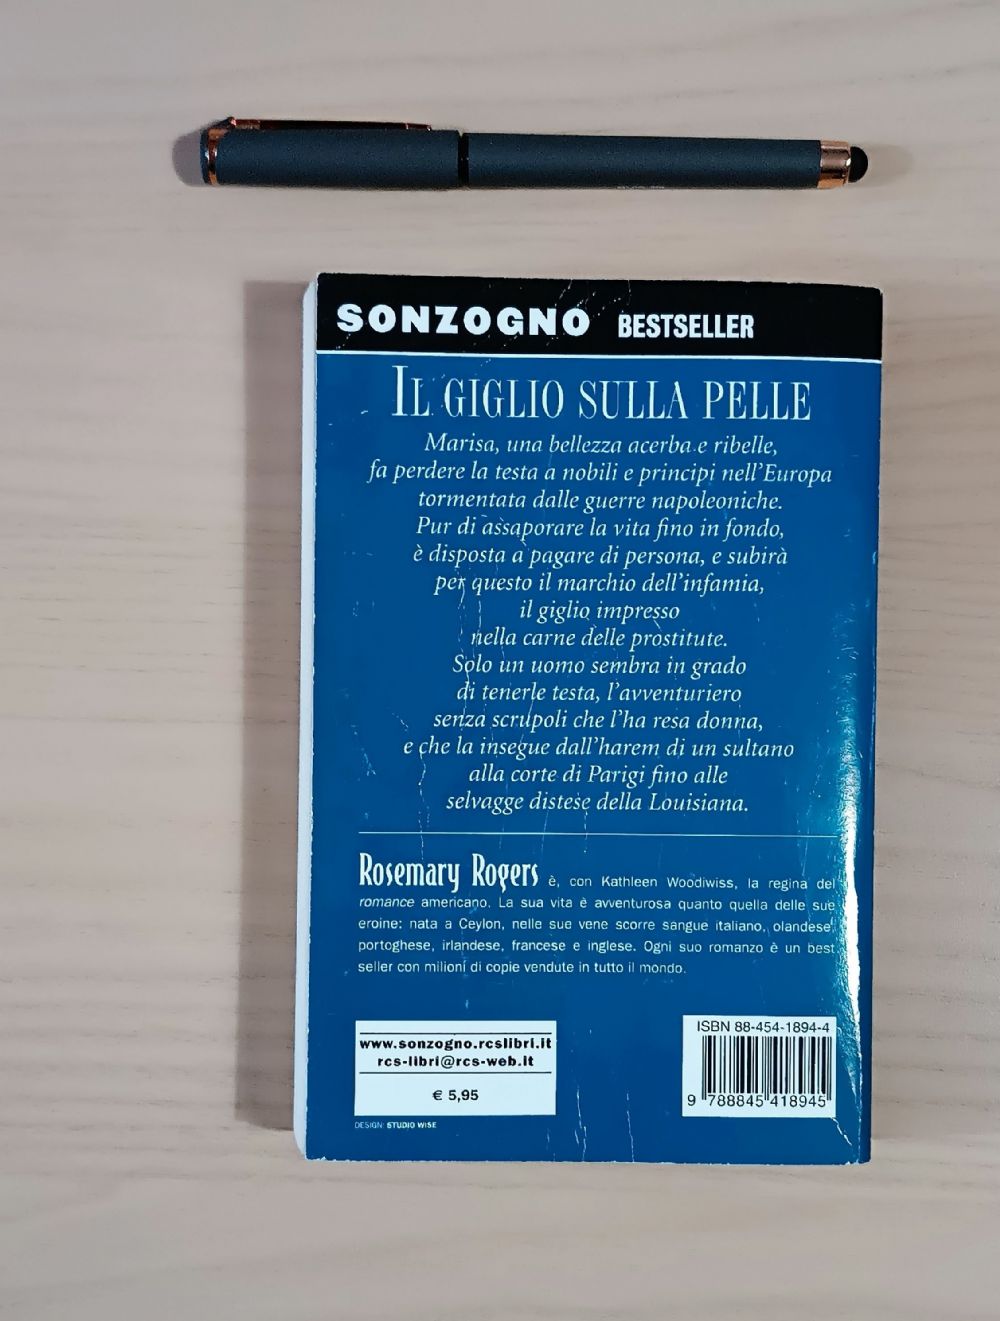 SONZOGNO BESTSELLER
IL GIGLIO SULLA PELLE
Marisa, una bellezza acerba e ribelle,
fa perdere la testa a nobili e principi nell'Europa
tormentata dalle guerre napoleoniche.
Pur di assaporare la vita fino in fondo,
è disposta a pagare di persona, e subirà
per questo il marchio dell'infamia,
il giglio impresso
nella carne delle prostitute.
Solo un uomo sembra in grado
di tenerle testa, l'avventuriero
senza scrupoli che l'ha resa donna,
e che la insegue dall'harem di un sultano
alla corte di Parigi fino alle
selvagge distese della Louisiana.
Rosemary Rogers è, con Kathleen Woodiwiss, la regina del
romance americano. La sua vita è avventurosa quanto quella delle sue
eroine: nata a Ceylon, nelle sue vene scorre sangue italiano, olandese,
portoghese, irlandese, francese e inglese. Ogni suo romanzo è un best
seller con milioni di copie vendute in tutto il mondo.
www.sonzogno.rcslibri.it
rcs-libri@rcs-web.it
€ 5,95
DESIGN: STUDIO WISE
ISBN 88-454-1894-4
9 788845 418945